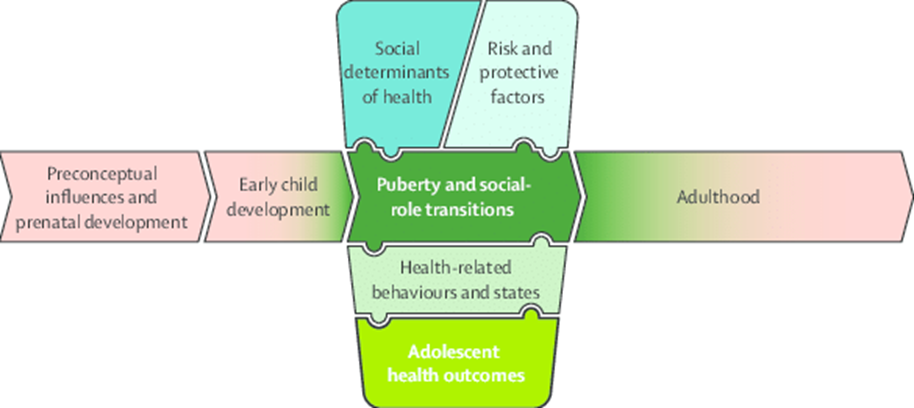 Social
determinants
of health
Risk and
protective
factors
Preconceptual
influences and
prenatal development
Early child
development
Puberty and social-
role transitions
Adulthood
Health-related
behaviours and states
Adolescent
health outcomes